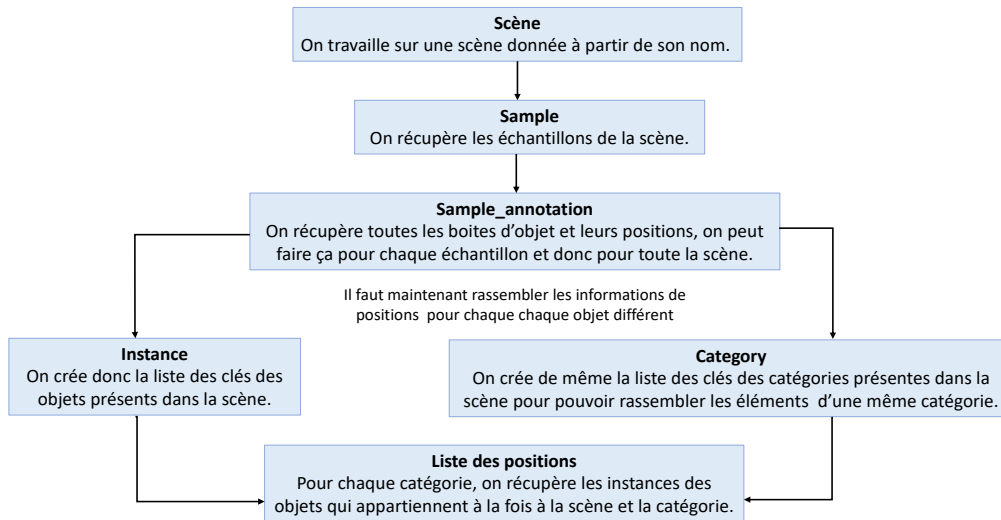 Scène
On travaille sur une scène donnée à partir de son nom.
Sample
On récupère les échantillons de la scène.
Sample_annotation
On récupère toutes les boites d'objet et leurs positions, on peut
faire ça pour chaque échantillon et donc pour toute la scène.
Il faut maintenant rassembler les informations de
positions pour chaque chaque objet différent
Instance
On crée donc la liste des clés des
objets présents dans la scène.
Category
On crée de même la liste des clés des catégories présentes dans la
scène pour pouvoir rassembler les éléments d'une même catégorie.
Liste des positions
Pour chaque catégorie, on récupère les instances des
objets qui appartiennent à la fois à la scène et la catégorie.